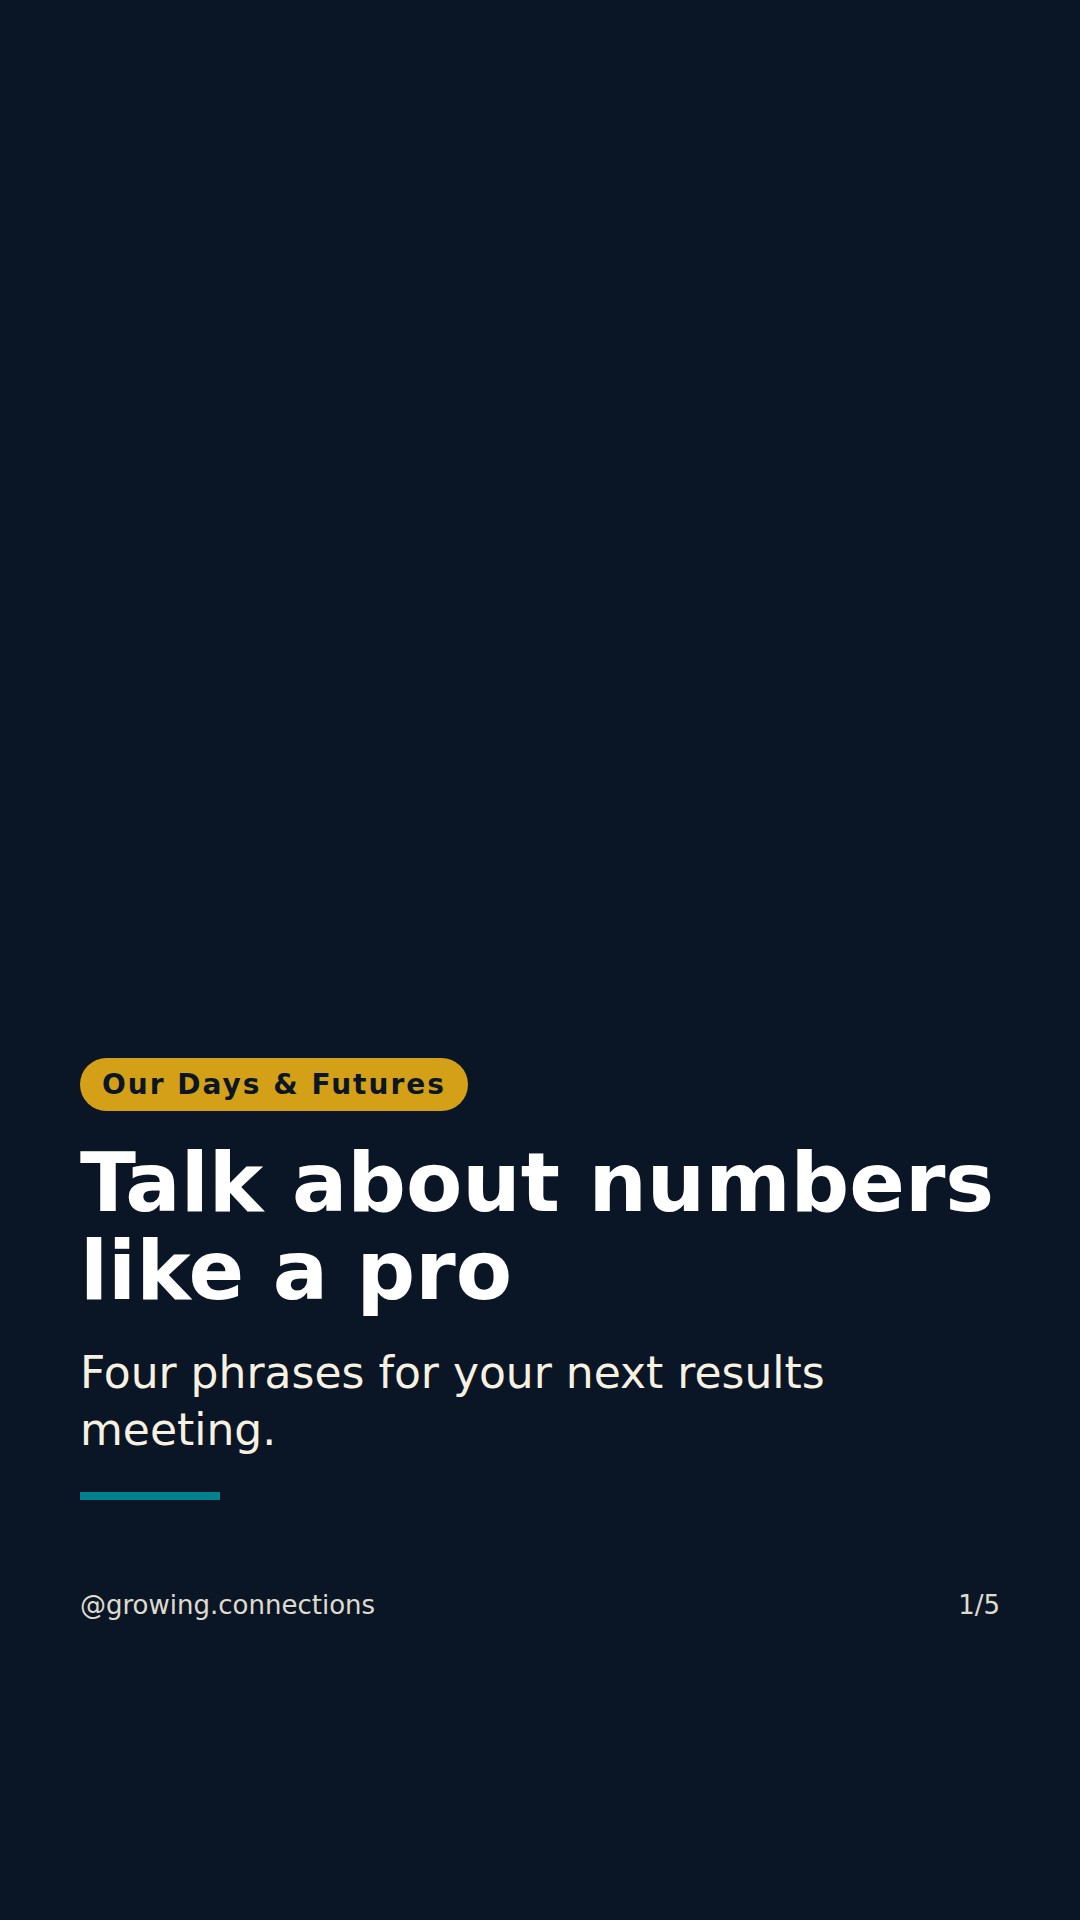 Our Days & Futures
Talk about numbers
like a pro
Four phrases for your next results
meeting.
@growing.connections
1/5